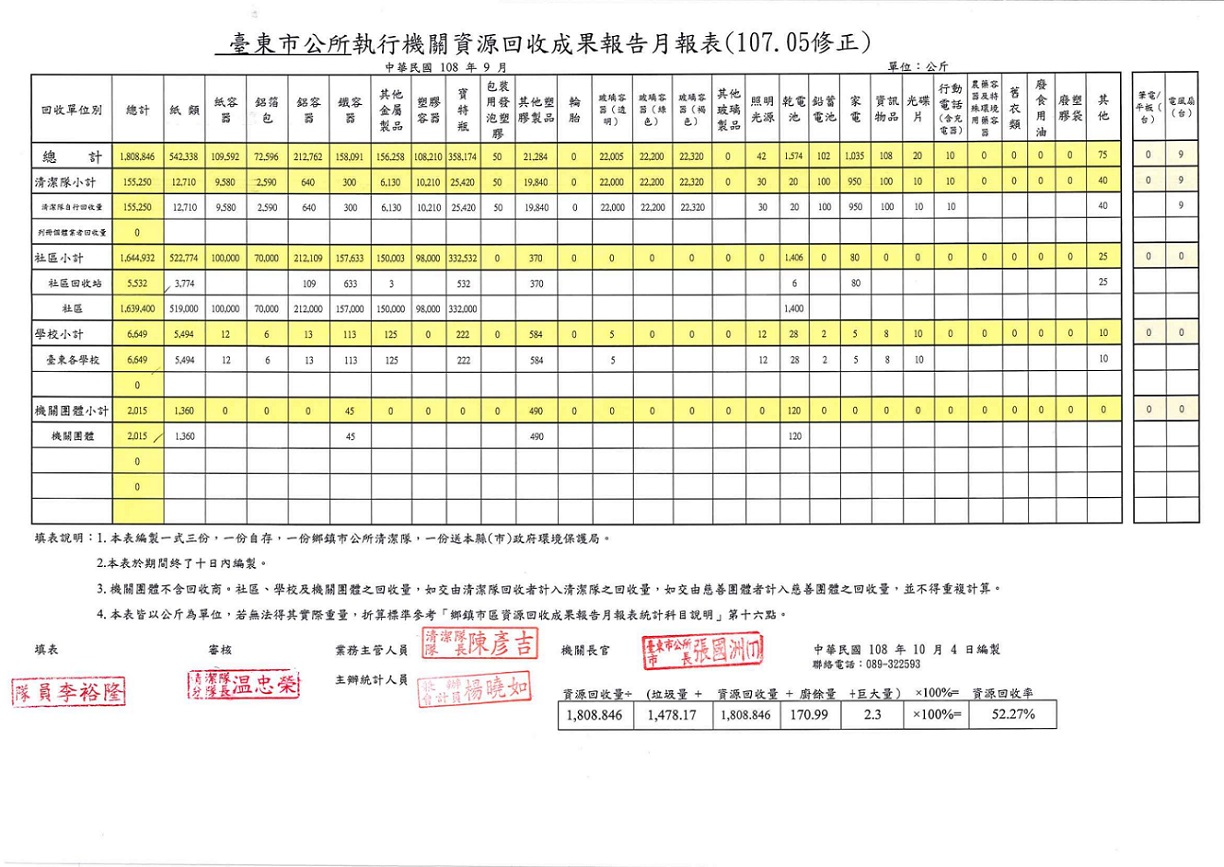 臺東市公所執行機關資源回收成果報告月報表(107.05修正)
中華民國 108 年 9 月 單位：公斤
回收單位別 總計 紙類 紙容器 鋁箔包 鋁容器 鐵容器 其他金屬製品 塑膠容器 寶特瓶 包裝用發泡塑膠 其他塑膠製品 輪胎 玻璃容器(透明) 玻璃容器(綠色) 玻璃容器(褐色) 其他玻璃製品 照明光源 乾電池 鉛蓄電池 家電 資訊物品 光碟片 行動電話(含充電器) 農藥容器及特殊環境用藥容器 舊衣類 廢食用油 廢塑膠袋 其他 筆電/平板(台) 電風扇(台)
總計 1,808,846 542,338 109,592 72,596 212,762 158,091 156,258 108,210 358,174 50 21,284 0 22,005 22,200 22,320 0 42 1,574 102 1,035 108 20 10 0 0 0 0 75 0 9
清潔隊小計 155,250 12,710 9,580 2,590 640 300 6,130 10,210 25,420 50 19,840 0 22,000 22,200 22,320 0 30 20 100 950 100 10 10 0 0 0 0 40 0 9
清潔隊自行回收量 155,250 12,710 9,580 2,590 640 300 6,130 10,210 25,420 50 19,840 0 22,000 22,200 22,320 30 20 100 950 100 10 10 40 9
列冊個體業者回收量 0
社區小計 1,644,932 522,774 100,000 70,000 212,109 157,633 150,003 98,000 332,532 0 370 0 0 0 0 0 0 1,406 0 80 0 0 0 0 0 0 0 25 0 0
社區回收站 5,532 3,774 109 633 3 532 370 6 80 25
社區 1,639,400 519,000 100,000 70,000 212,000 157,000 150,000 98,000 332,000 1,400
學校小計 6,649 5,494 12 6 13 113 125 0 222 0 584 0 5 0 0 0 12 28 2 5 8 10 0 0 0 0 0 10 0 0
臺東各學校 6,649 5,494 12 6 13 113 125 222 584 5 12 28 2 5 8 10 10
0
機關團體小計 2,015 1,360 0 0 0 45 0 0 0 0 490 0 0 0 0 0 0 120 0 0 0 0 0 0 0 0 0 0 0 0
機關團體 2,015 1,360 45 490 120
0
0
填表說明：1.本表編製一式三份，一份自存，一份鄉鎮市公所清潔隊，一份送本縣(市)政府環境保護局。
2.本表於期間終了十日內編製。
3.機關團體不含回收商。社區、學校及機關團體之回收量，如交由清潔隊回收者計入清潔隊之回收量，如交由慈善團體者計入慈善團體之回收量，並不得重複計算。
4.本表皆以公斤為單位，若無法得其實際重量，折算標準參考「鄉鎮市區資源回收成果報告月報表統計科目說明」第十六點。
填表 審核 業務主管人員 清潔隊隊長陳彥吉 機關長官 臺東市公所市長張國洲 中華民國 108 年 10 月 4 日編製
聯絡電話：089-322593
隊員李裕隆 溫忠榮 主辦統計人員 會計員楊曉如
資源回收量÷ (垃圾量 + 資源回收量 + 廚餘量 +巨大量) ×100%= 資源回收率
1,808.846 1,478.17 1,808.846 170.99 2.3 ×100%= 52.27%